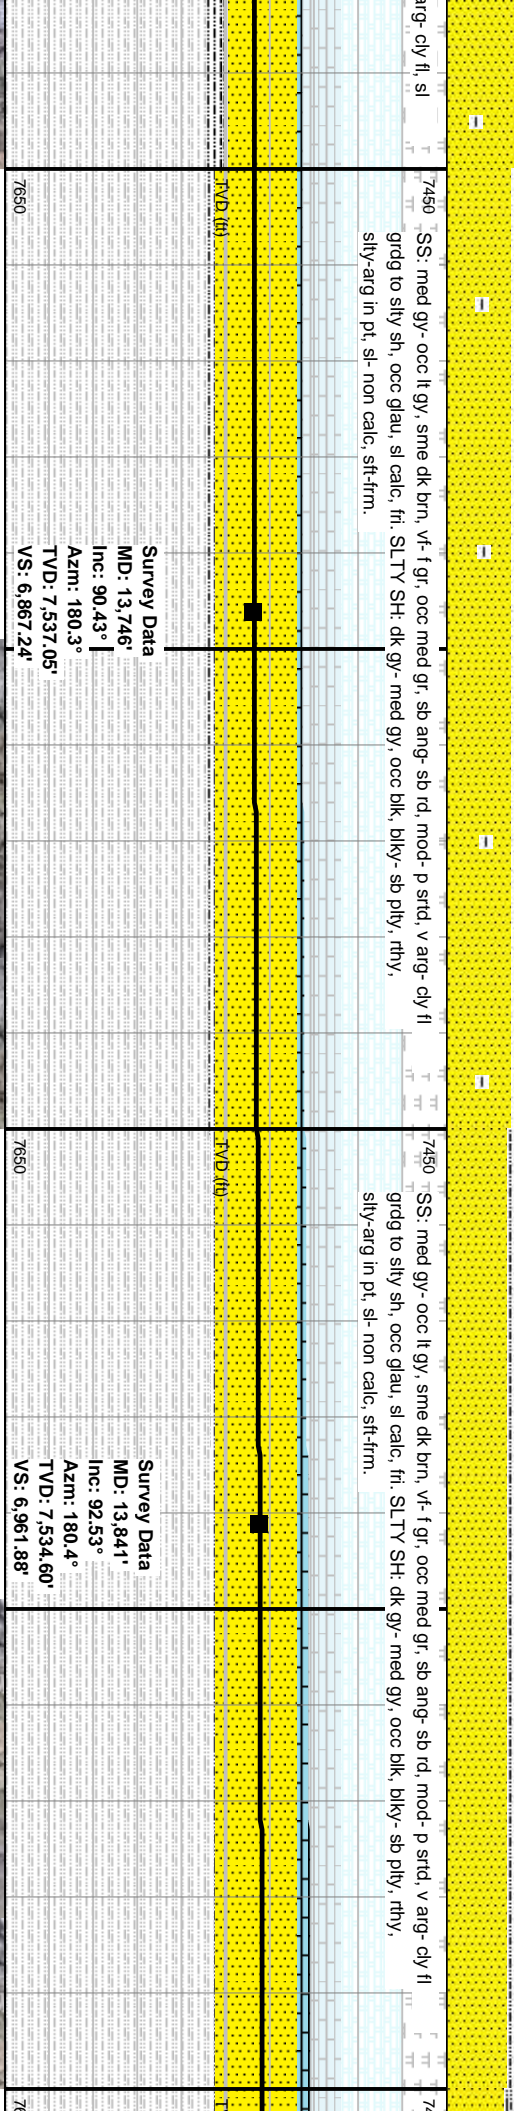 arg- cly fl, sl
7450
SS: med gy- occ lt gy, sme dk brn, vf- f gr, occ med gr, sb ang- sb rd, mod- p srtd, v arg- cly fl
grdg to slty sh, occ glau, sl calc, fri. SLTY SH: dk gy- med gy, occ blk, blky- sb plty, rthy,
slty-arg in pt, sl- non calc, sft-frm.
TVD (ft)
7650
Survey Data
MD: 13,746'
Inc: 90.43°
Azm: 180.3°
TVD: 7,537.05'
VS: 6,867.24'
7450
SS: med gy- occ lt gy, sme dk brn, vf- f gr, occ med gr, sb ang- sb rd, mod- p srtd, v arg- cly fl
grdg to slty sh, occ glau, sl calc, fri. SLTY SH: dk gy- med gy, occ blk, blky- sb plty, rthy,
slty-arg in pt, sl- non calc, sft-frm.
TVD (ft)
7650
Survey Data
MD: 13,841'
Inc: 92.53°
Azm: 180.4°
TVD: 7,534.60'
VS: 6,961.88'